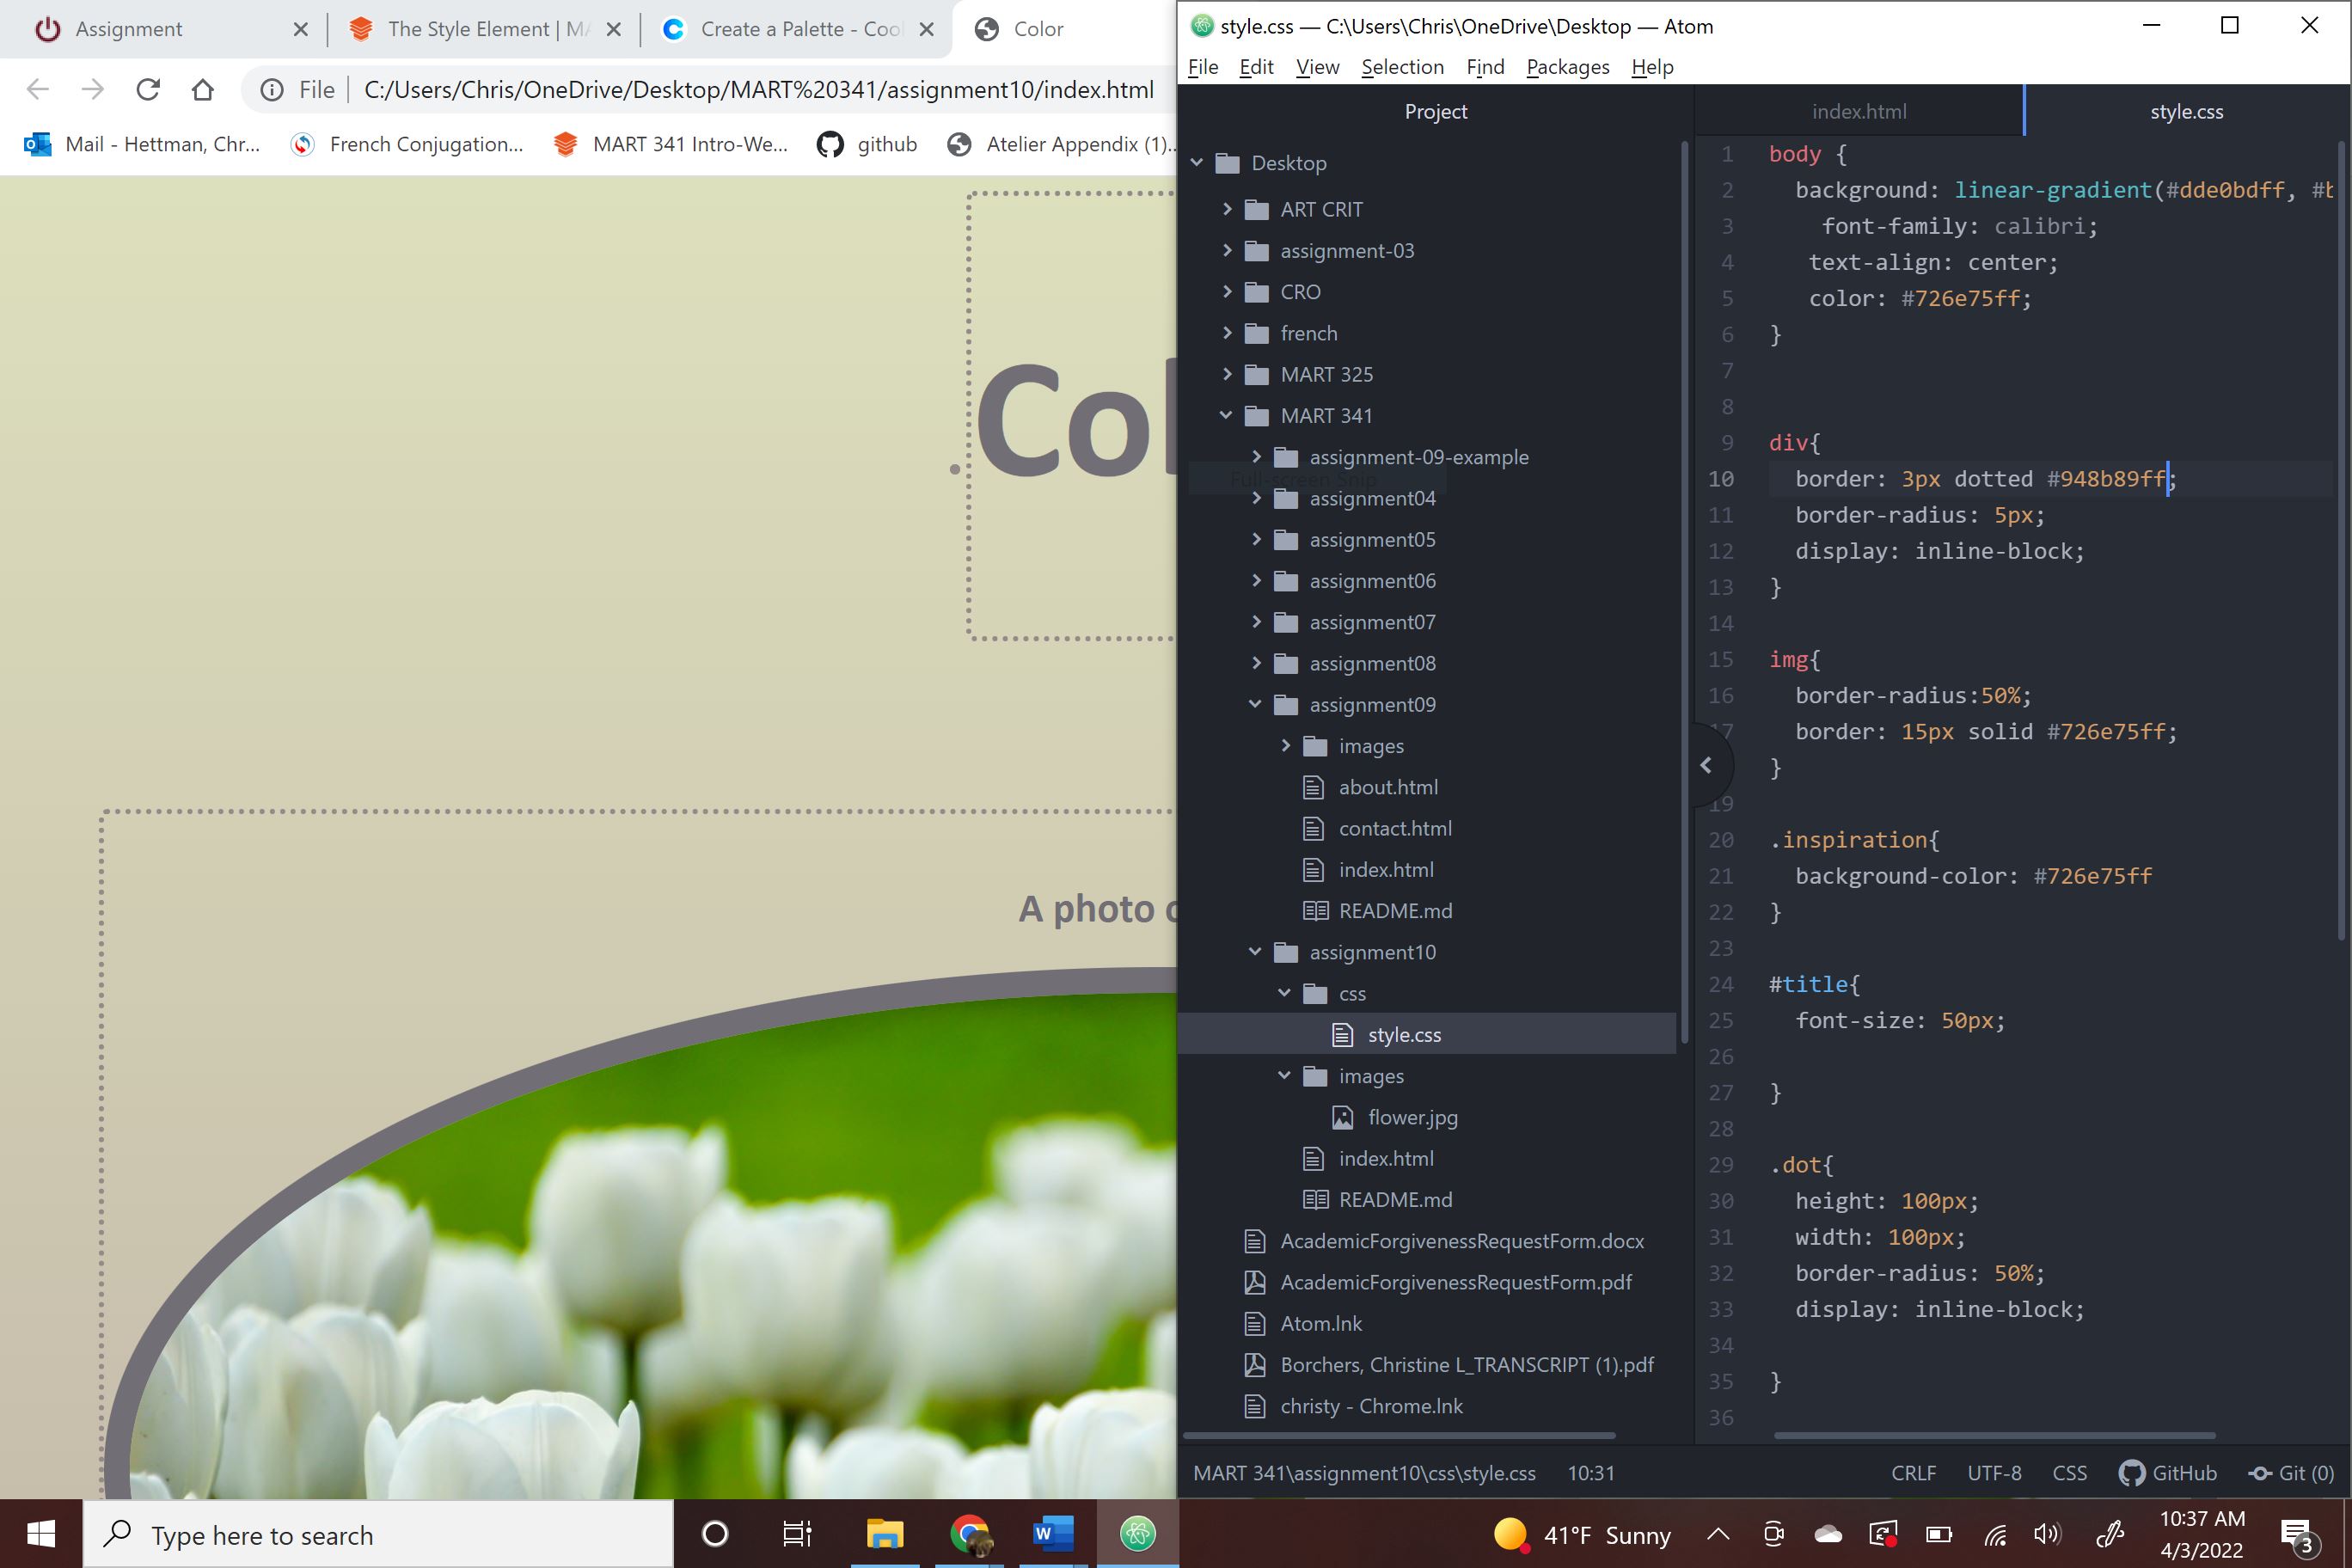 Assignment
The Style Element | MA
Create a Palette - Coo
Color
File
C:/Users/Chris/OneDrive/Desktop/MART%20341/assignment10/index.html
Mail - Hettman, Chr...
French Conjugation...
MART 341 Intro-We...
github
Atelier Appendix (1)...
.Col
A photo
style.css — C:\Users\Chris\OneDrive\Desktop — Atom
File Edit View Selection Find Packages Help
Project
Desktop
ART CRIT
assignment-03
CRO
french
MART 325
MART 341
assignment-09-example
Full-screen Snip
assignment04
assignment05
assignment06
assignment07
assignment08
assignment09
images
about.html
contact.html
index.html
README.md
assignment10
css
style.css
images
flower.jpg
index.html
README.md
AcademicForgivenessRequestForm.docx
AcademicForgivenessRequestForm.pdf
Atom.lnk
Borchers, Christine L_TRANSCRIPT (1).pdf
christy - Chrome.lnk
index.html
style.css
1 body {
2 background: linear-gradient(#dde0bdff, #b
3 font-family: calibri;
4 text-align: center;
5 color: #726e75ff;
6 }
7
8
9 div{
10 border: 3px dotted #948b89ff;
11 border-radius: 5px;
12 display: inline-block;
13 }
14
15 img{
16 border-radius:50%;
17 border: 15px solid #726e75ff;
}
19
20 .inspiration{
21 background-color: #726e75ff
22 }
23
24 #title{
25 font-size: 50px;
26
27 }
28
29 .dot{
30 height: 100px;
31 width: 100px;
32 border-radius: 50%;
33 display: inline-block;
34
35 }
36
MART 341\assignment10\css\style.css 10:31
CRLF UTF-8 CSS GitHub Git (0)
Type here to search
W
41°F Sunny
10:37 AM
4/3/2022
3